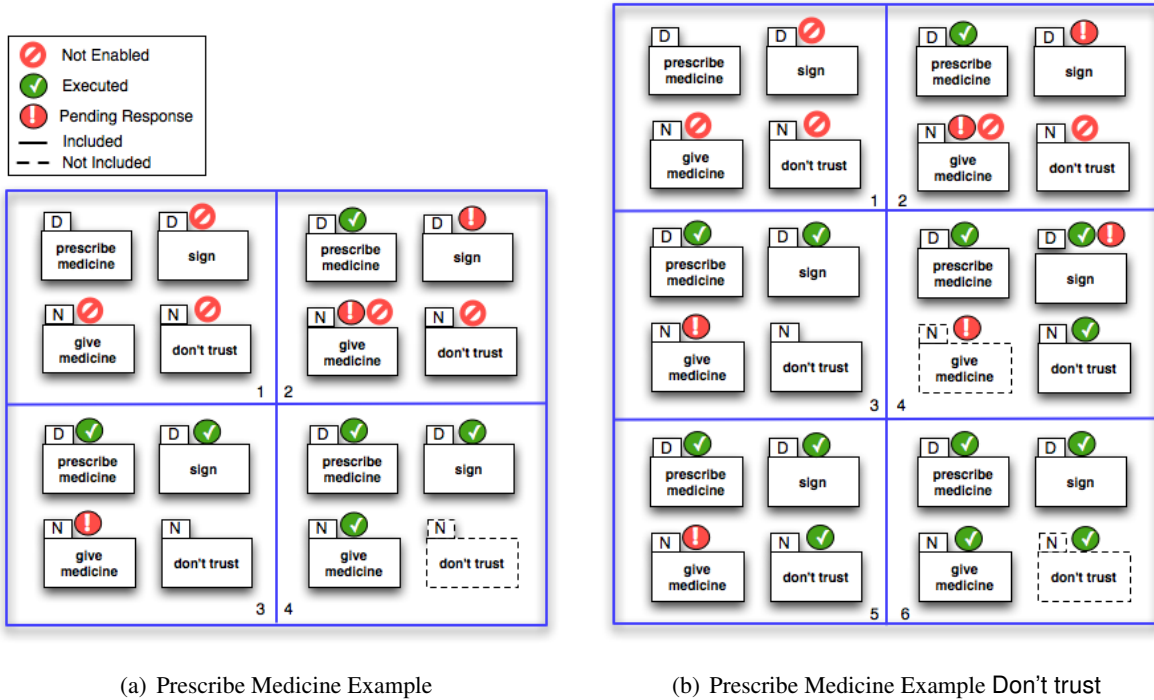 Not Enabled
Executed
Pending Response
Included
Not Included
D
prescribe
medicine
D
sign
N
give
medicine
N
don't trust
1
D
prescribe
medicine
D
sign
N
give
medicine
N
don't trust
2
D
prescribe
medicine
D
sign
N
give
medicine
N
don't trust
3
D
prescribe
medicine
D
sign
N
give
medicine
N
don't trust
4
(a) Prescribe Medicine Example
D
prescribe
medicine
D
sign
N
give
medicine
N
don't trust
1
D
prescribe
medicine
D
sign
N
give
medicine
N
don't trust
2
D
prescribe
medicine
D
sign
N
give
medicine
N
don't trust
3
D
prescribe
medicine
D
sign
N
give
medicine
N
don't trust
4
D
prescribe
medicine
D
sign
N
give
medicine
N
don't trust
5
D
prescribe
medicine
D
sign
N
give
medicine
N
don't trust
6
(b) Prescribe Medicine Example Don't trust